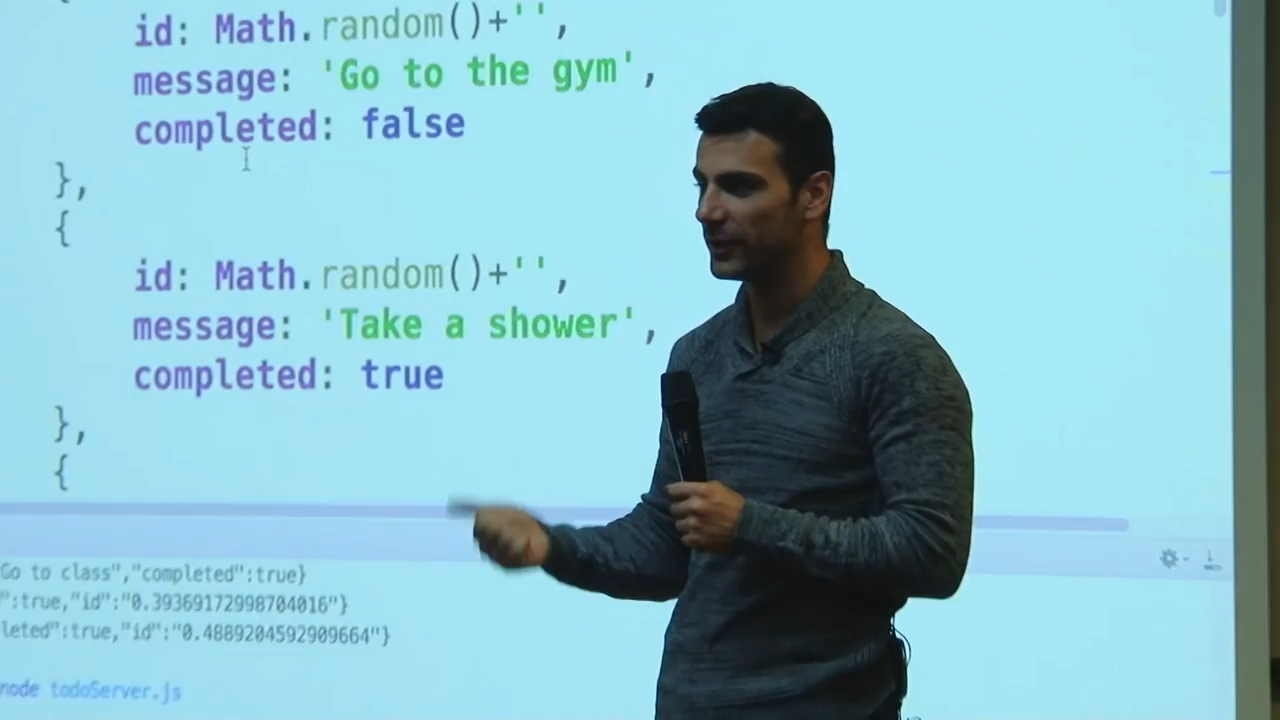 {
id: Math.random()+'',
message: 'Go to the gym',
completed: false
},
{
id: Math.random()+'',
message: 'Take a shower',
completed: true
},
{
Go to class","completed":true}
":true,"id":"0.39369172998704016"}
leted":true,"id":"0.4889204592909664"}
node todoServer.js